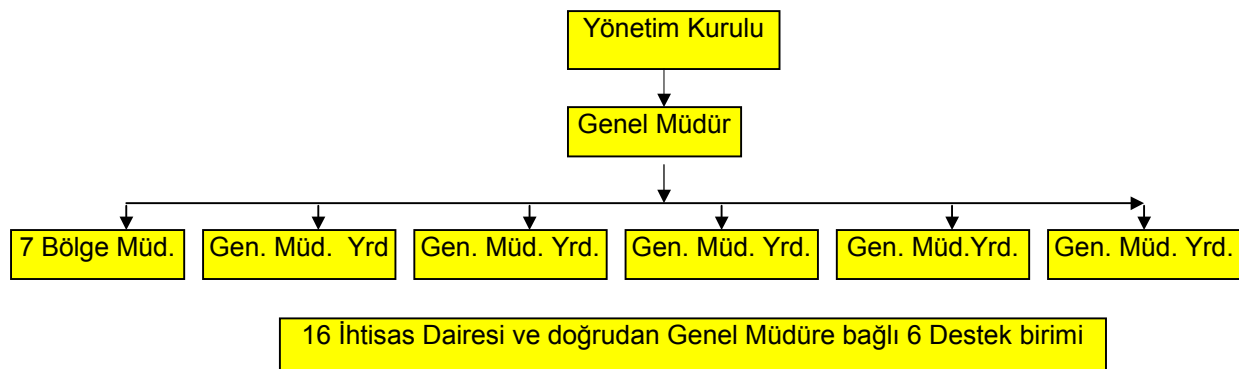 Yönetim Kurulu
Genel Müdür
7 Bölge Müd.
Gen. Müd. Yrd
Gen. Müd. Yrd.
Gen. Müd. Yrd.
Gen. Müd.Yrd.
Gen. Müd. Yrd.
16 İhtisas Dairesi ve doğrudan Genel Müdüre bağlı 6 Destek birimi